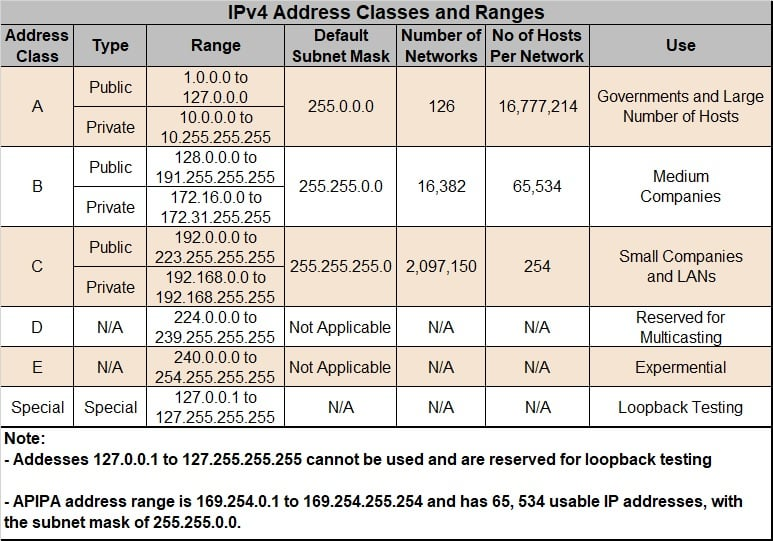 IPv4 Address Classes and Ranges
Address Class Type Range Default Subnet Mask Number of Networks No of Hosts Per Network Use
A Public 1.0.0.0 to 127.0.0.0 255.0.0.0 126 16,777,214 Governments and Large Number of Hosts
Private 10.0.0.0 to 10.255.255.255
B Public 128.0.0.0 to 191.255.255.255 255.255.0.0 16,382 65,534 Medium Companies
Private 172.16.0.0 to 172.31.255.255
C Public 192.0.0.0 to 223.255.255.255 255.255.255.0 2,097,150 254 Small Companies and LANs
Private 192.168.0.0 to 192.168.255.255
D N/A 224.0.0.0 to 239.255.255.255 Not Applicable N/A N/A Reserved for Multicasting
E N/A 240.0.0.0 to 254.255.255.255 Not Applicable N/A N/A Expermential
Special Special 127.0.0.1 to 127.255.255.255 N/A N/A N/A Loopback Testing
Note:
- Addesses 127.0.0.1 to 127.255.255.255 cannot be used and are reserved for loopback testing
- APIPA address range is 169.254.0.1 to 169.254.255.254 and has 65, 534 usable IP addresses, with
the subnet mask of 255.255.0.0.